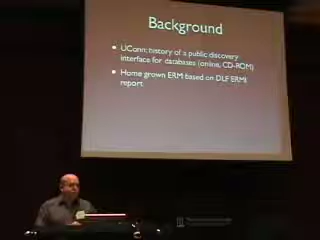 Background
• UConn: history of a public discovery
interface for databases (online, CD-ROM)
• Home grown ERM based on DLF ERMI
report